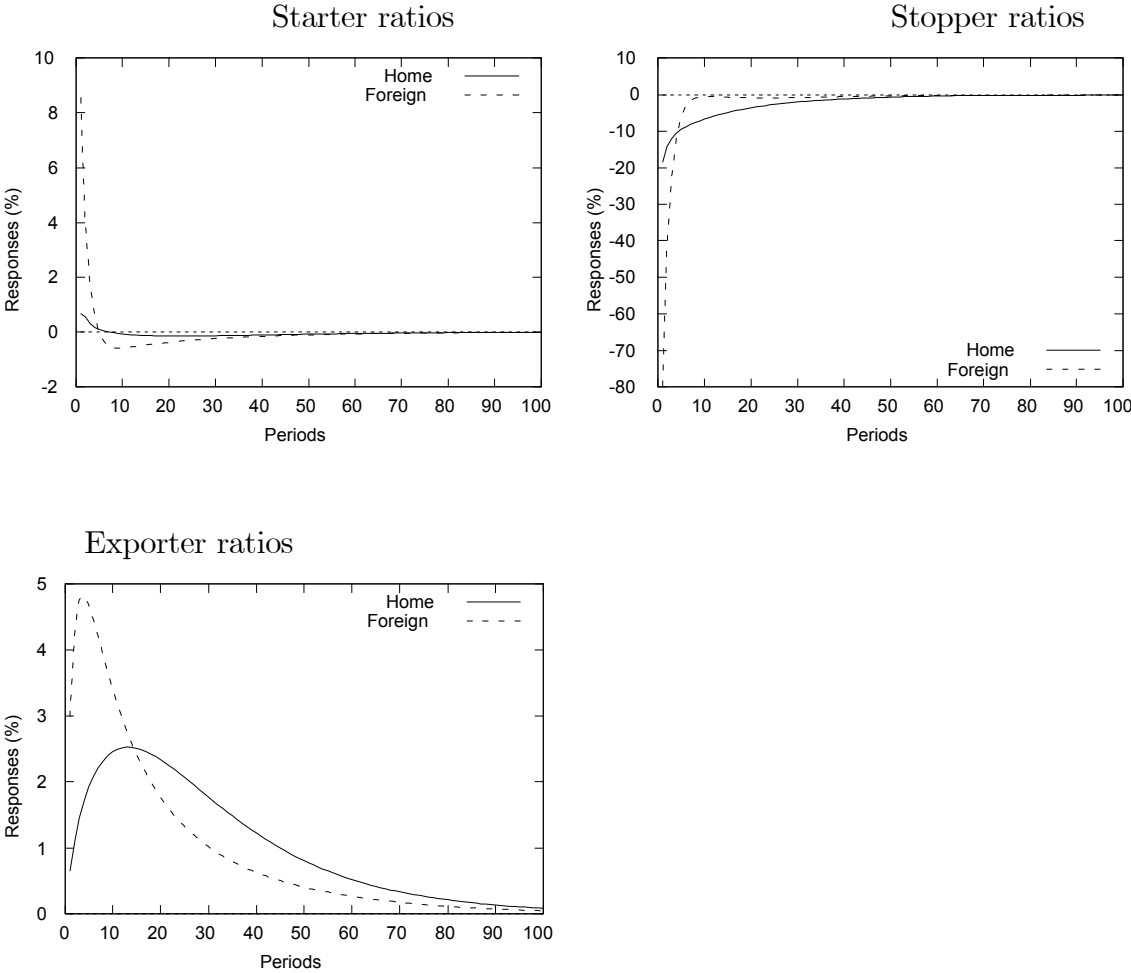 Starter ratios
Responses (%)
10
8
6
4
2
0
-2
Home
Foreign
0 10 20 30 40 50 60 70 80 90 100
Periods
Stopper ratios
Responses (%)
10
0
-10
-20
-30
-40
-50
-60
-70
-80
Home
Foreign
0 10 20 30 40 50 60 70 80 90 100
Periods
Exporter ratios
Responses (%)
5
4
3
2
1
0
Home
Foreign
0 10 20 30 40 50 60 70 80 90 100
Periods